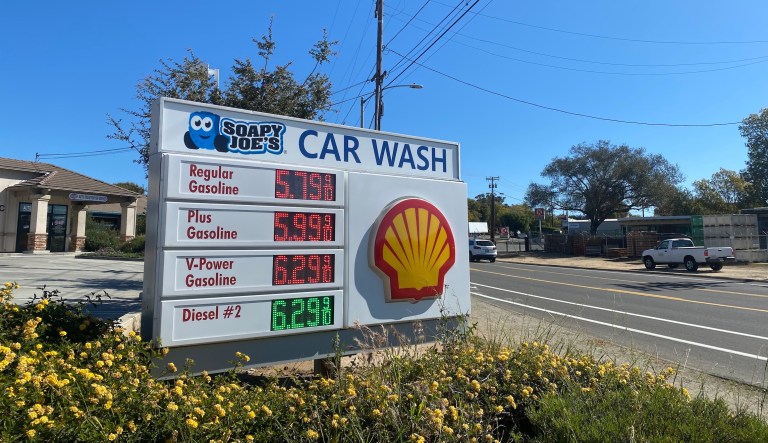 SOAPY JOE'S CAR WASH
Regular Gasoline 5.79 9/10
Plus Gasoline 5.99 9/10
V-Power Gasoline 6.29 9/10
Diesel #2 6.29 9/10